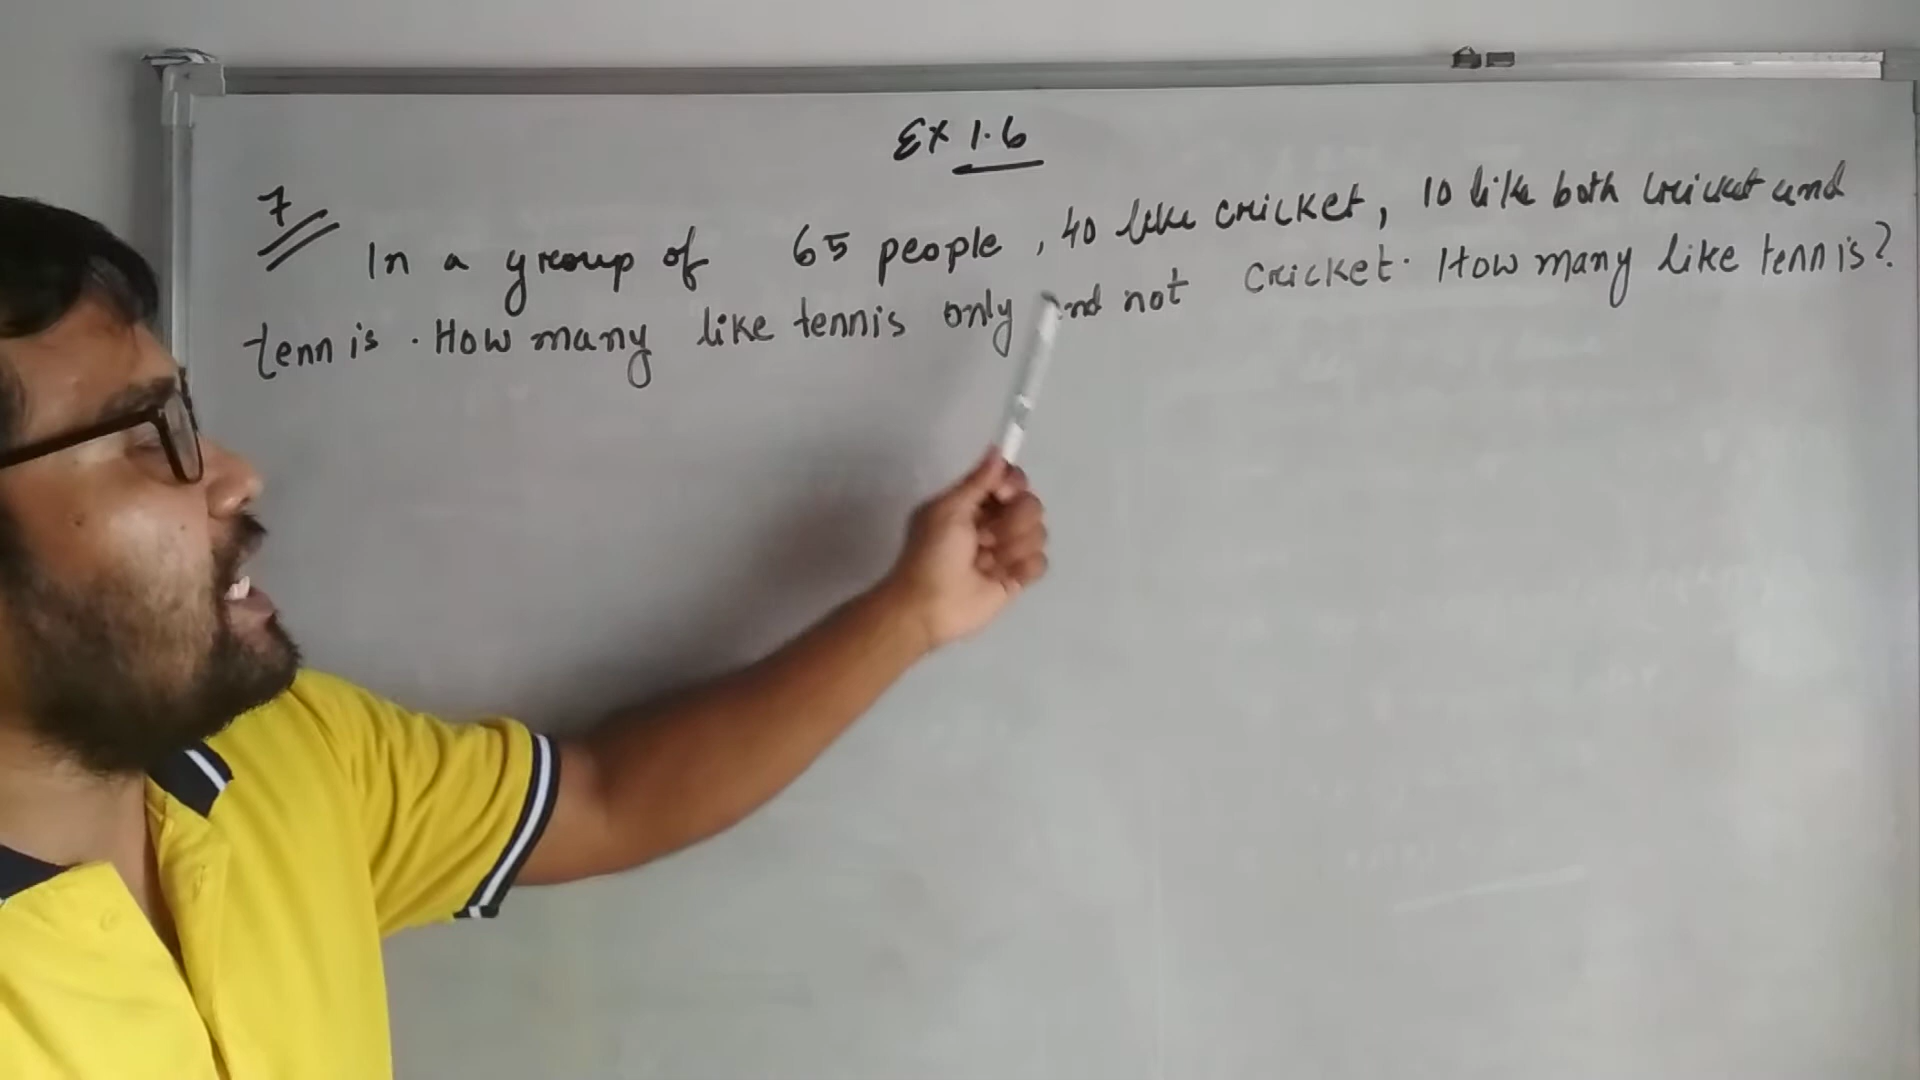 Ex 1.6
7
In a group of 65 people, 40 like cricket, 10 like both cricket and
tennis. How many like tennis only and not cricket. How many like tennis?